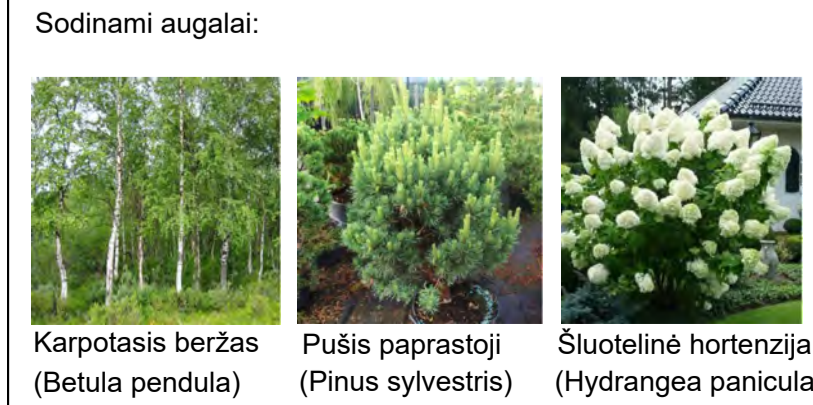 Sodinami augalai:
Karpotasis beržas
(Betula pendula)
Pušis paprastoji
(Pinus sylvestris)
Šluotelinė hortenzija
(Hydrangea panicula